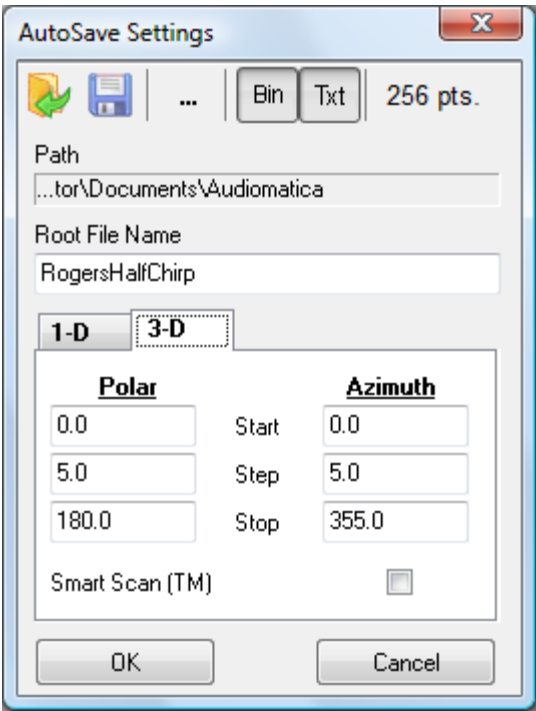 AutoSave Settings
... Bin Txt 256 pts.
Path
...tor\Documents\Audiomatica
Root File Name
RogersHalfChirp
1-D 3-D
Polar Azimuth
0.0 Start 0.0
5.0 Step 5.0
180.0 Stop 355.0
Smart Scan (TM)
OK Cancel